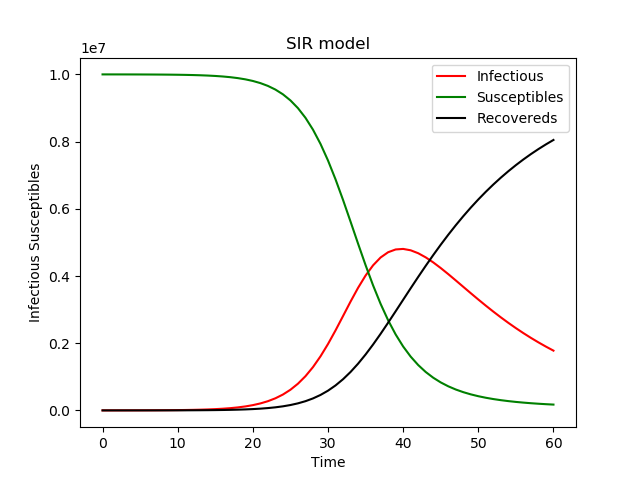 SIR model
1e7
Infectious
Susceptibles
Recovereds
1.0
0.8
0.6
0.4
0.2
0.0
Infectious Susceptibles
0 10 20 30 40 50 60
Time